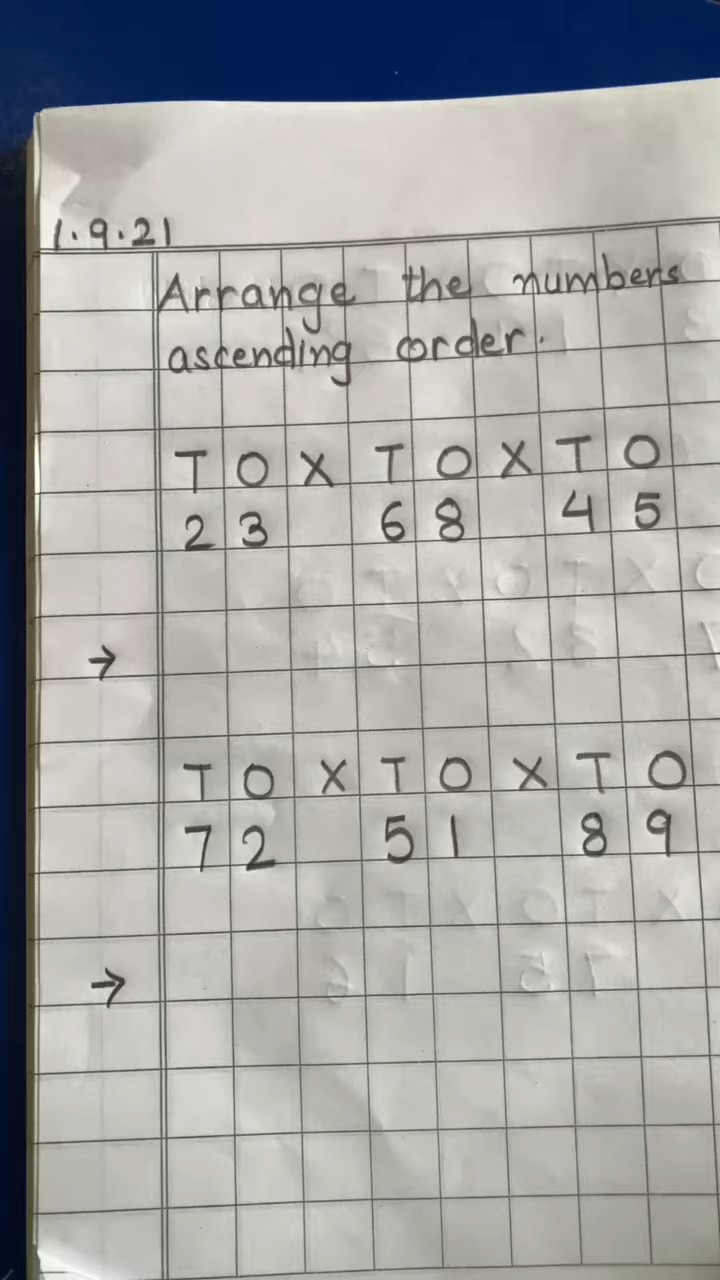 1.9.21
Arrange the numbers
ascending order.
T O X T O X T O
2 3 6 8 4 5
→
T O X T O X T O
7 2 5 1 8 9
→